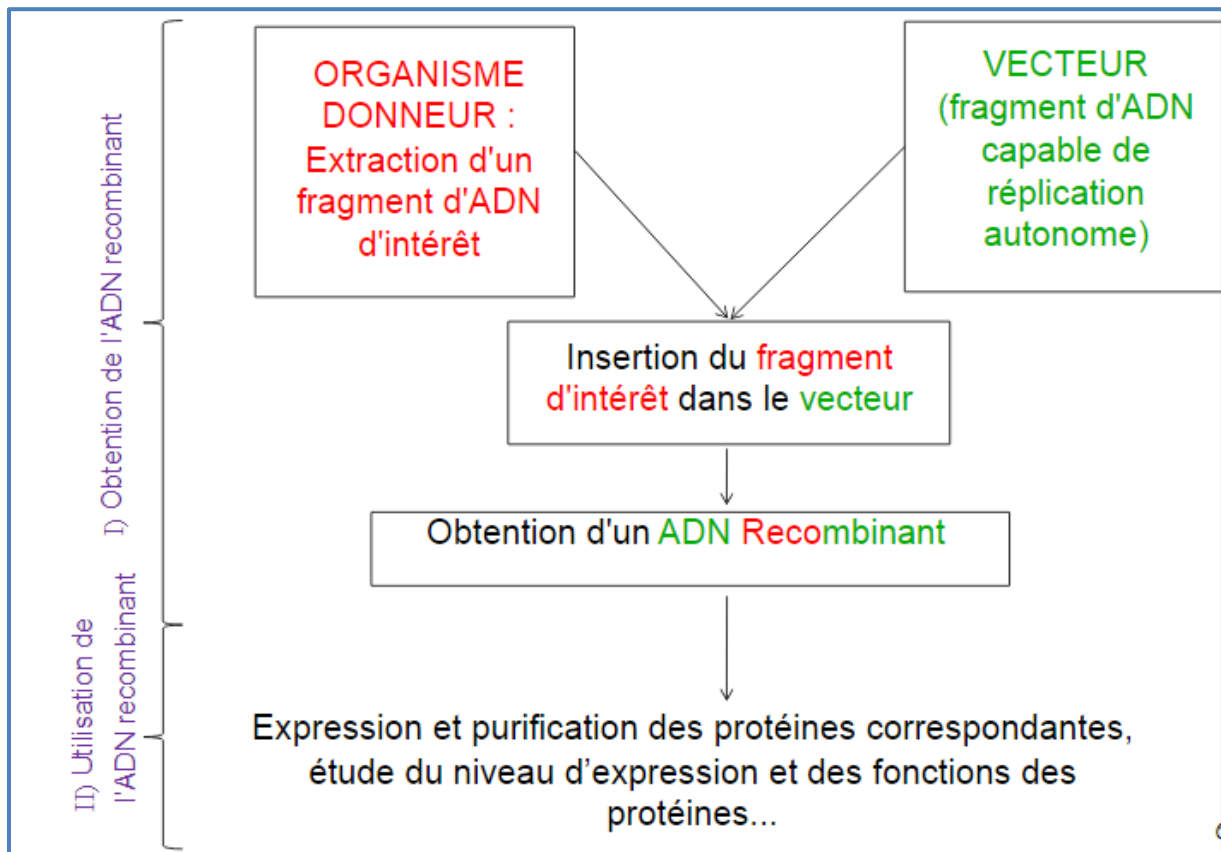 ORGANISME
DONNEUR :
Extraction d'un
fragment d'ADN
d'intérêt
VECTEUR
(fragment d'ADN
capable de
réplication
autonome)
I) Obtention de l'ADN recombinant
Insertion du fragment
d'intérêt dans le vecteur
Obtention d'un ADN Recombinant
II) Utilisation de
l'ADN recombinant
Expression et purification des protéines correspondantes,
étude du niveau d’expression et des fonctions des
protéines...